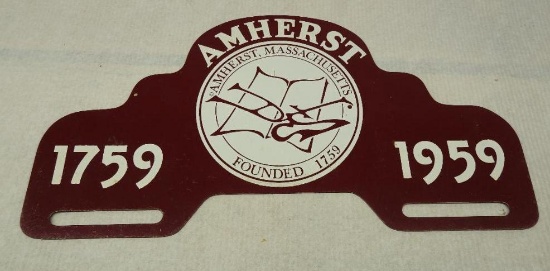 AMHERST
AMHERST, MASSACHUSETTS
FOUNDED 1759
1759
1959